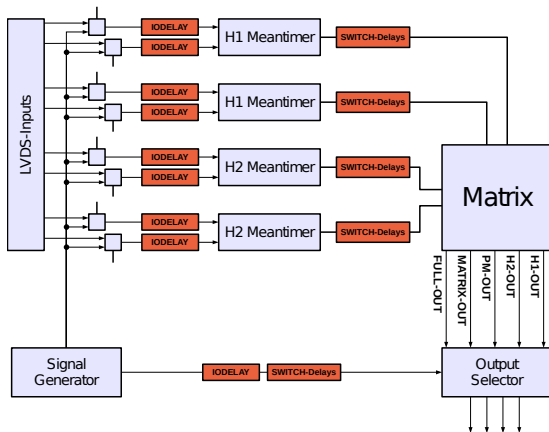 LVDS-Inputs
IODELAY
IODELAY
H1 Meantimer
SWITCH-Delays
IODELAY
IODELAY
H1 Meantimer
SWITCH-Delays
IODELAY
IODELAY
H2 Meantimer
SWITCH-Delays
IODELAY
IODELAY
H2 Meantimer
SWITCH-Delays
Matrix
FULL-OUT
MATRIX-OUT
PM-OUT
H2-OUT
H1-OUT
Signal
Generator
IODELAY
SWITCH-Delays
Output
Selector